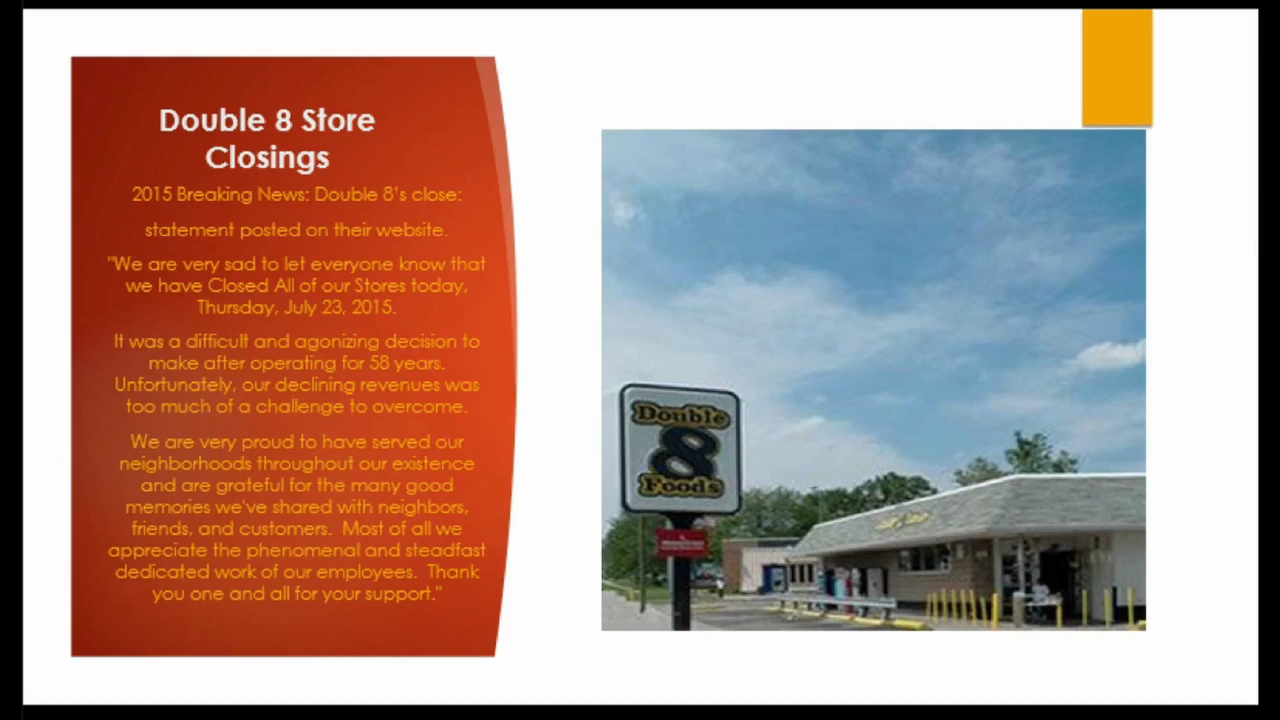 Double 8 Store
Closings
2015 Breaking News: Double 8's close:
statement posted on their website.
"We are very sad to let everyone know that
we have Closed All of our Stores today,
Thursday, July 23, 2015.
It was a difficult and agonizing decision to
make after operating for 58 years.
Unfortunately, our declining revenues was
too much of a challenge to overcome.
We are very proud to have served our
neighborhoods throughout our existence
and are grateful for the many good
memories we've shared with neighbors,
friends, and customers.  Most of all we
appreciate the phenomenal and steadfast
dedicated work of our employees.  Thank
you one and all for your support."
Double
8
Foods